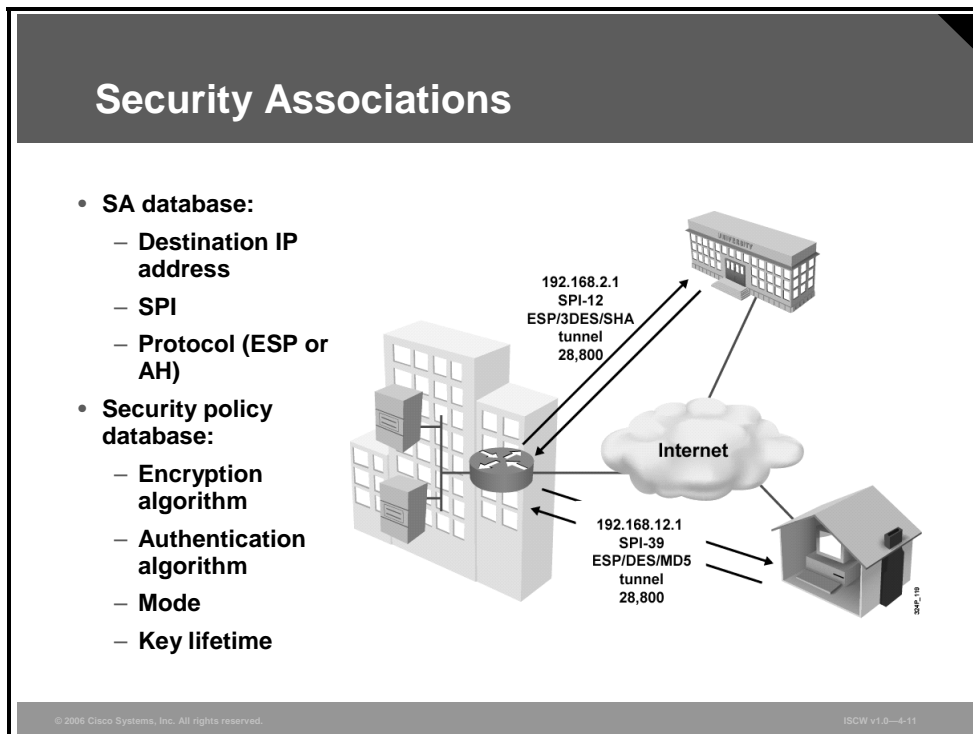 Security Associations
• SA database:
– Destination IP
address
– SPI
– Protocol (ESP or
AH)
• Security policy
database:
– Encryption
algorithm
– Authentication
algorithm
– Mode
– Key lifetime
UNIVERSITY
192.168.2.1
SPI-12
ESP/3DES/SHA
tunnel
28,800
Internet
192.168.12.1
SPI-39
ESP/DES/MD5
tunnel
28,800
324P_119
© 2006 Cisco Systems, Inc. All rights reserved.
ISCW v1.0—4-11